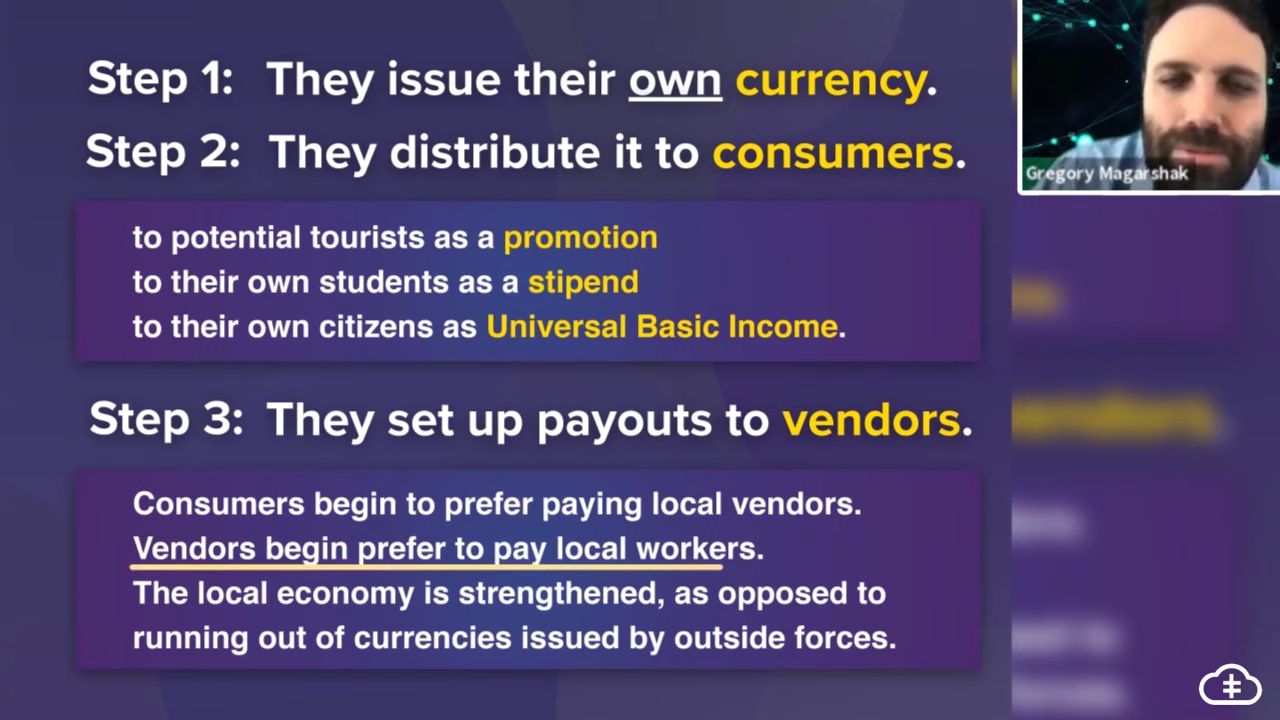 Step 1: They issue their own currency.
Step 2: They distribute it to consumers.
to potential tourists as a promotion
to their own students as a stipend
to their own citizens as Universal Basic Income.
Step 3: They set up payouts to vendors.
Consumers begin to prefer paying local vendors.
Vendors begin prefer to pay local workers.
The local economy is strengthened, as opposed to
running out of currencies issued by outside forces.
Gregory Magarshak